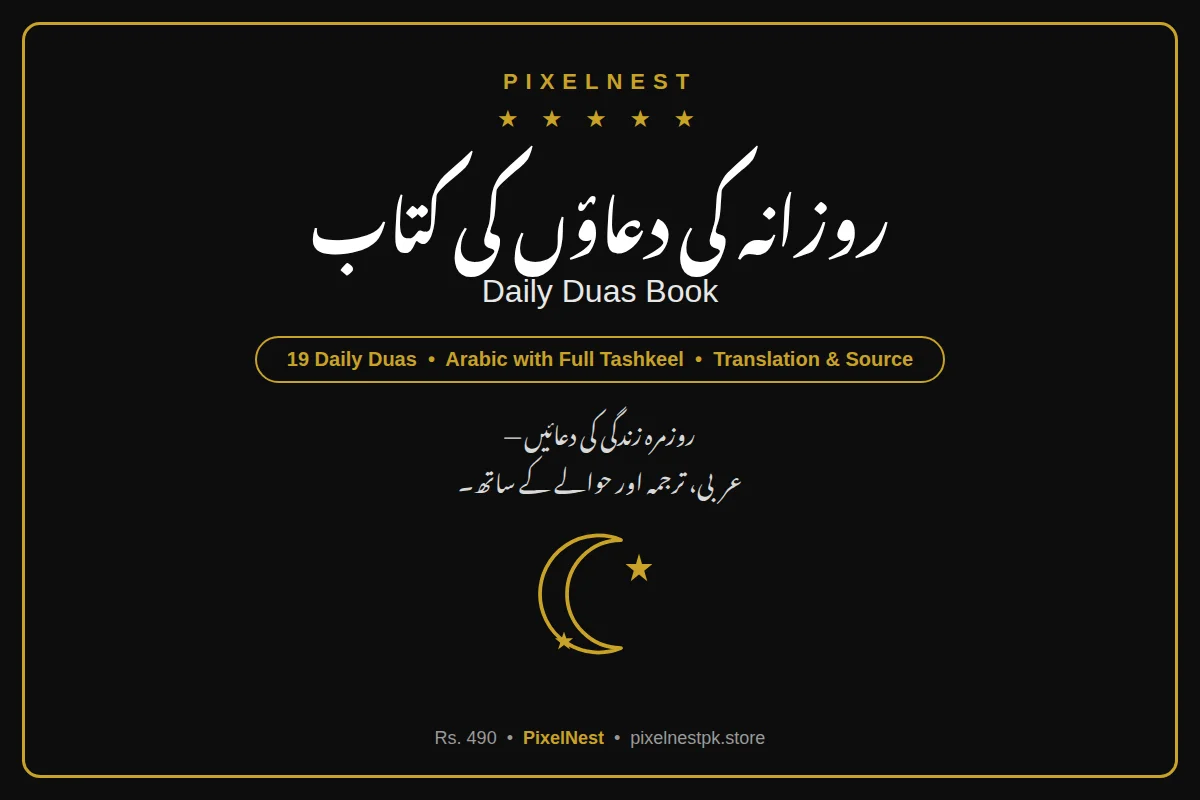 PIXELNEST
★ ★ ★ ★ ★
روزانہ کی دعاؤں کی کتاب
Daily Duas Book
19 Daily Duas • Arabic with Full Tashkeel • Translation & Source
روزمرہ زندگی کی دعائیں —
عربی، ترجمہ اور حوالے کے ساتھ۔
Rs. 490 • PixelNest • pixelnestpk.store